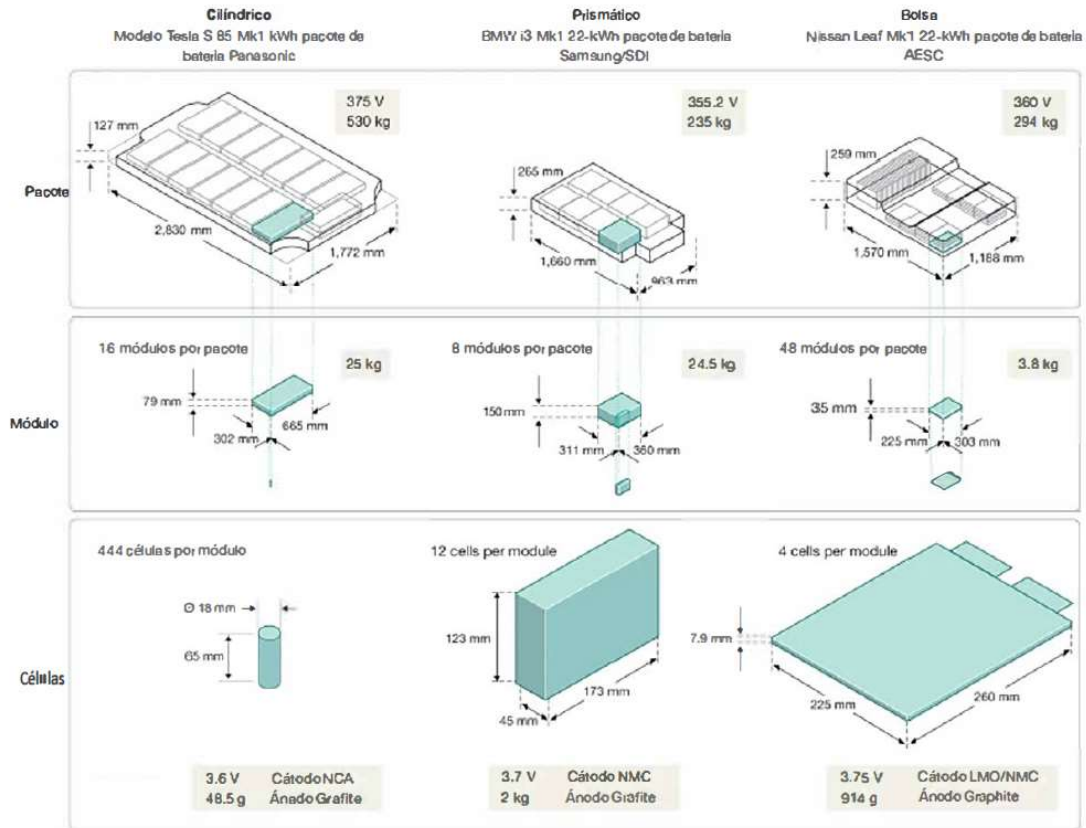 Cilíndrico
Modelo Tesla S 85 Mk1 kWh pacote de
bateria Panasonic
Prismático
BMW i3 Mk1 22-kWh pacote de bateria
Samsung/SDI
Bolsa
Nissan Leaf Mk1 22-kWh pacote de bateria
AESC
Pacote
375 V
530 kg
127 mm
2,830 mm
1,772 mm
355.2 V
235 kg
265 mm
1,660 mm
963 mm
360 V
294 kg
259 mm
1,570 mm
1,188 mm
Módulo
16 módulos por pacote
25 kg
79 mm
302 mm
665 mm
8 módulos por pacote
24.5 kg
150 mm
311 mm
360 mm
48 módulos por pacote
3.8 kg
35 mm
225 mm
303 mm
Células
444 células por módulo
Ø 18 mm
65 mm
3.6 V Cátodo NCA
48.5 g Ánado Grafite
12 cells per module
123 mm
45 mm
173 mm
3.7 V Cátodo NMC
2 kg Ánodo Grafite
4 cells per module
7.9 mm
225 mm
260 mm
3.75 V Cátodo LMO/NMC
914 g Ánodo Graphite